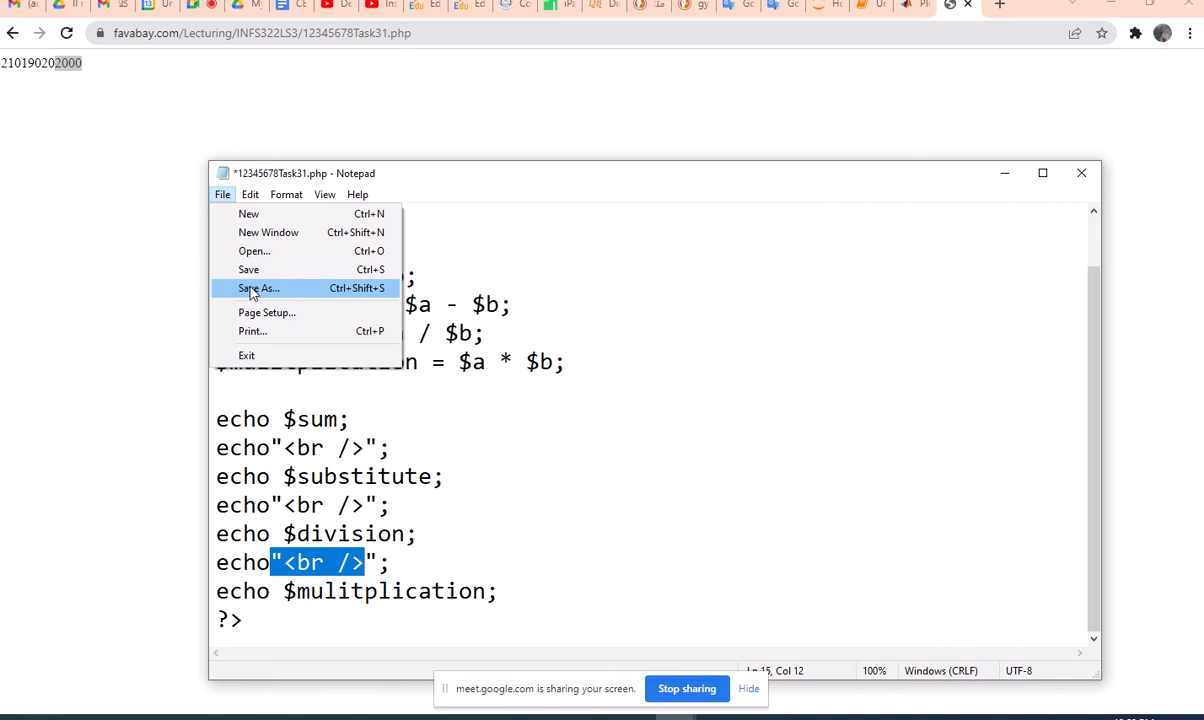 favabay.com/Lecturing/INFS322LS3/12345678Task31.php
210190202000
*12345678Task31.php - Notepad
File Edit Format View Help
New Ctrl+N
New Window Ctrl+Shift+N
Open... Ctrl+O
Save Ctrl+S
Save As... Ctrl+Shift+S
Page Setup...
Print... Ctrl+P
Exit
;
$a - $b;
/ $b;
= $a * $b;
echo $sum;
echo"<br />";
echo $substitute;
echo"<br />";
echo $division;
echo"<br />";
echo $mulitplication;
?>
Ln 15, Col 12 100% Windows (CRLF) UTF-8
meet.google.com is sharing your screen. Stop sharing Hide